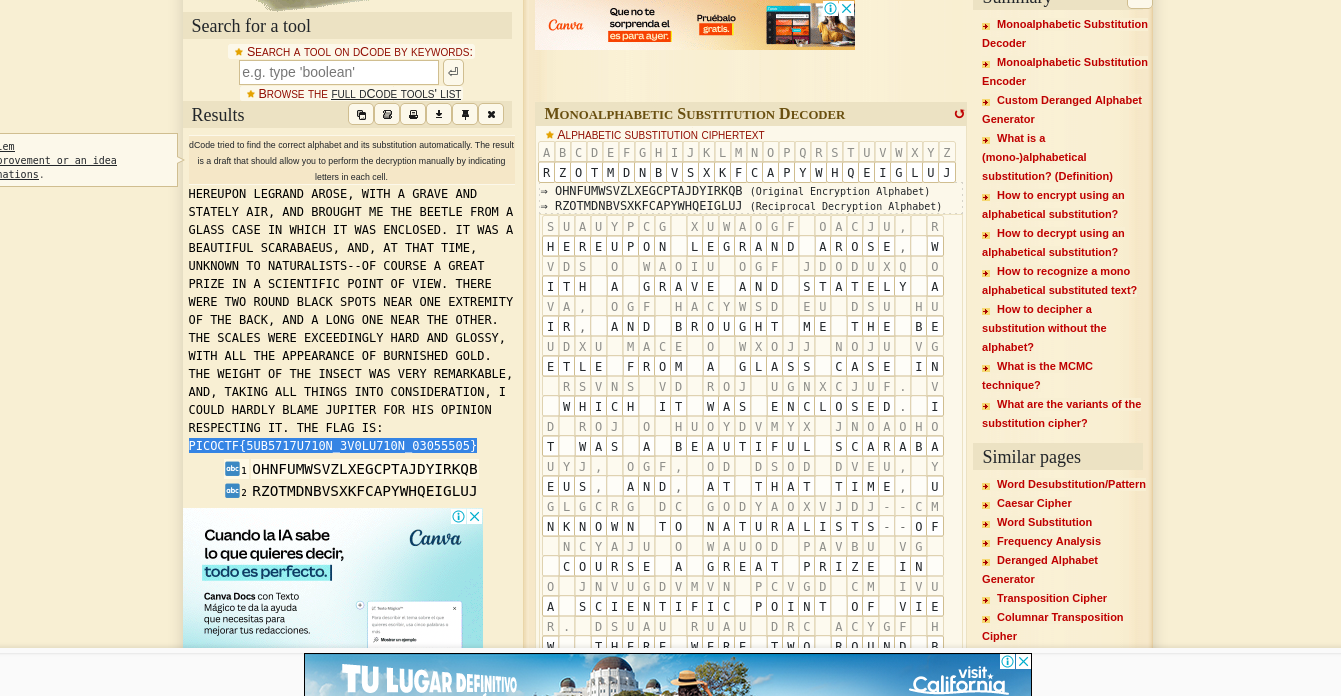 Search for a tool
★ SEARCH A TOOL ON DCODE BY KEYWORDS:
e.g. type 'boolean'
★ BROWSE THE FULL DCODE TOOLS' LIST
Results
provement or an idea
dCode tried to find the correct alphabet and its substitution automatically. The result
is a draft that should allow you to perform the decryption manually by indicating
letters in each cell.
HEREUPON LEGRAND AROSE, WITH A GRAVE AND
STATELY AIR, AND BROUGHT ME THE BEETLE FROM A
GLASS CASE IN WHICH IT WAS ENCLOSED. IT WAS A
BEAUTIFUL SCARABAEUS, AND, AT THAT TIME,
UNKNOWN TO NATURALISTS--OF COURSE A GREAT
PRIZE IN A SCIENTIFIC POINT OF VIEW. THERE
WERE TWO ROUND BLACK SPOTS NEAR ONE EXTREMITY
OF THE BACK, AND A LONG ONE NEAR THE OTHER.
THE SCALES WERE EXCEEDINGLY HARD AND GLOSSY,
WITH ALL THE APPEARANCE OF BURNISHED GOLD.
THE WEIGHT OF THE INSECT WAS VERY REMARKABLE,
AND, TAKING ALL THINGS INTO CONSIDERATION, I
COULD HARDLY BLAME JUPITER FOR HIS OPINION
RESPECTING IT. THE FLAG IS:
PICOCTF{5UB5717U710N_3V0LU710N_03055505}
abc 1 OHNFUMWSVZLXEGCPTAJDYIRKQB
abc 2 RZOTMDNBVSXKFCAPYWHQEIGLUJ
Cuando la IA sabe
lo que quieres decir,
todo es perfecto.
Canva
Canva Docs con Texto
Mágico te da la ayuda
que necesitas para
mejorar tus redacciones.
Canva
Que no te
sorprenda el
es para ayer.
Pruébalo
gratis.
MONOALPHABETIC SUBSTITUTION DECODER
★ ALPHABETIC SUBSTITUTION CIPHERTEXT
A B C D E F G H I J K L M N O P Q R S T U V W X Y Z
R Z O T M D N B V S X K F C A P Y W H Q E I G L U J
⇒ OHNFUMWSVZLXEGCPTAJDYIRKQB (Original Encryption Alphabet)
⇒ RZOTMDNBVSXKFCAPYWHQEIGLUJ (Reciprocal Decryption Alphabet)
S U A U Y P C G   X U W A O G F   O A C J U ,   R
H E R E U P O N   L E G R A N D   A R O S E ,   W
V D S   O   W A O I U   O G F   J D O D U X Q   O
I T H   A   G R A V E   A N D   S T A T E L Y   A
V A ,   O G F   H A C Y W S D   E U   D S U   H U
I R ,   A N D   B R O U G H T   M E   T H E   B E
U D X U   M A C E   O   W X O J J   N O J U   V G
E T L E   F R O M   A   G L A S S   C A S E   I N
R S V N S   V D   R O J   U G N X C J U F .   V
W H I C H   I T   W A S   E N C L O S E D .   I
D   R O J   O   H U O Y D V M Y X   J N O A O H O
T   W A S   A   B E A U T I F U L   S C A R A B A
U Y J ,   O G F ,   O D   D S O D   D V E U ,   Y
E U S ,   A N D ,   A T   T H A T   T I M E ,   U
G L G C R G   D C   G O D Y A O X V J D J - - C M
N K N O W N   T O   N A T U R A L I S T S - - O F
N C Y A J U   O   W A U O D   P A V B U   V G
C O U R S E   A   G R E A T   P R I Z E   I N
O   J N V U G D V M V N   P C V G D   C M   I V U
A   S C I E N T I F I C   P O I N T   O F   V I E
R .   D S U A U   R U A U   D R C   A C Y G F   H
W .   T H E R E   W E R E   T W O   R O U N D   B
Monoalphabetic Substitution
Decoder
Monoalphabetic Substitution
Encoder
Custom Deranged Alphabet
Generator
What is a
(mono-)alphabetical
substitution? (Definition)
How to encrypt using an
alphabetical substitution?
How to decrypt using an
alphabetical substitution?
How to recognize a mono
alphabetical substituted text?
How to decipher a
substitution without the
alphabet?
What is the MCMC
technique?
What are the variants of the
substitution cipher?
Similar pages
Word Desubstitution/Pattern
Caesar Cipher
Word Substitution
Frequency Analysis
Deranged Alphabet
Generator
Transposition Cipher
Columnar Transposition
Cipher
TU LUGAR DEFINITIVO
visit
California